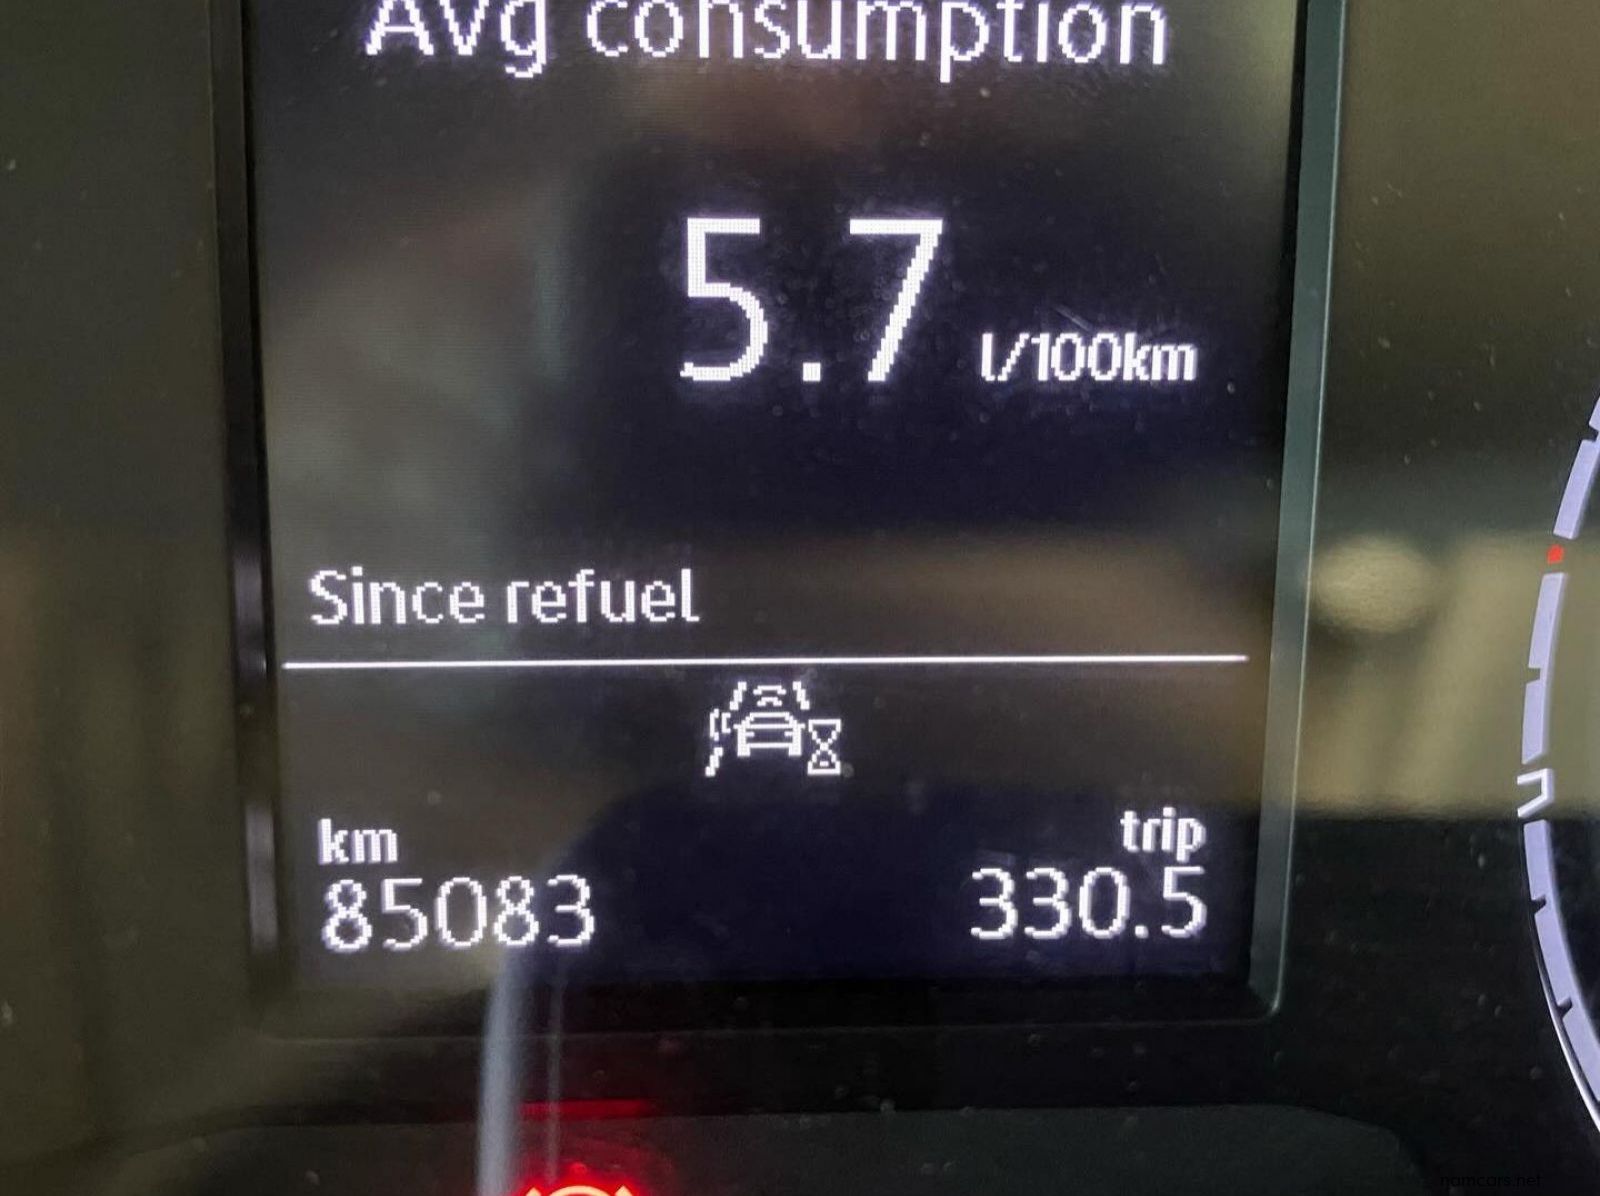 Avg consumption
5.7 l/100km
Since refuel
km trip
85083 330.5
namcars.net